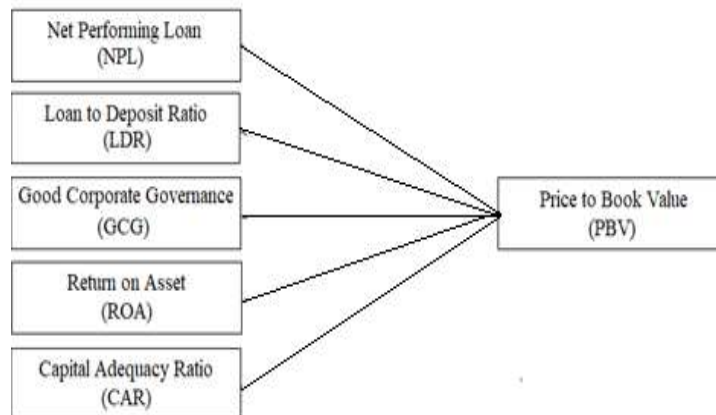 Net Performing Loan
(NPL)
Loan to Deposit Ratio
(LDR)
Good Corporate Governance
(GCG)
Return on Asset
(ROA)
Capital Adequacy Ratio
(CAR)
Price to Book Value
(PBV)